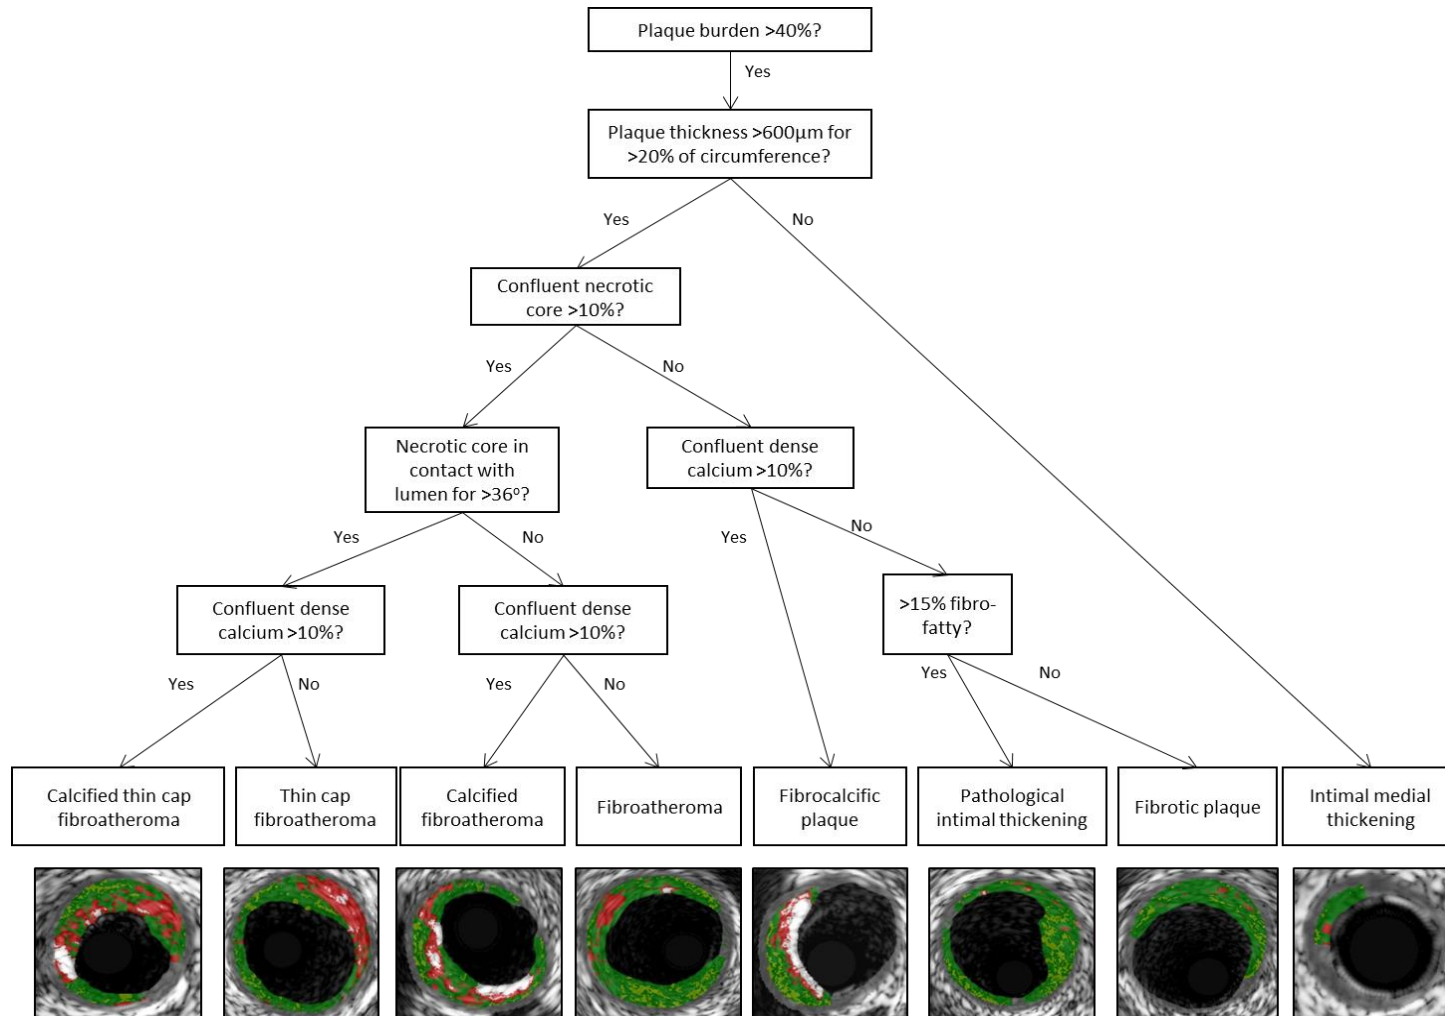 Plaque burden >40%?
Yes
Plaque thickness >600µm for
>20% of circumference?
Yes
No
Confluent necrotic
core >10%?
Yes
No
Necrotic core in
contact with
lumen for >36°?
Confluent dense
calcium >10%?
Yes
No
Yes
No
Confluent dense
calcium >10%?
Confluent dense
calcium >10%?
>15% fibro-
fatty?
Yes
No
Yes
No
Yes
No
Calcified thin cap
fibroatheroma
Thin cap
fibroatheroma
Calcified
fibroatheroma
Fibroatheroma
Fibrocalcific
plaque
Pathological
intimal thickening
Fibrotic plaque
Intimal medial
thickening